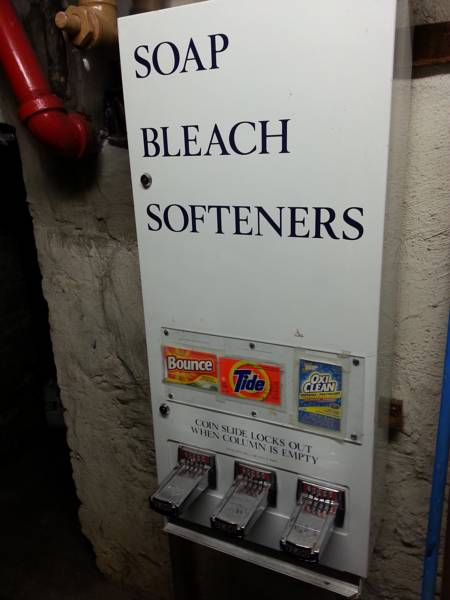 SOAP
BLEACH
SOFTENERS
Bounce
Tide
OXI
CLEAN
COIN SLIDE LOCKS OUT
WHEN COLUMN IS EMPTY